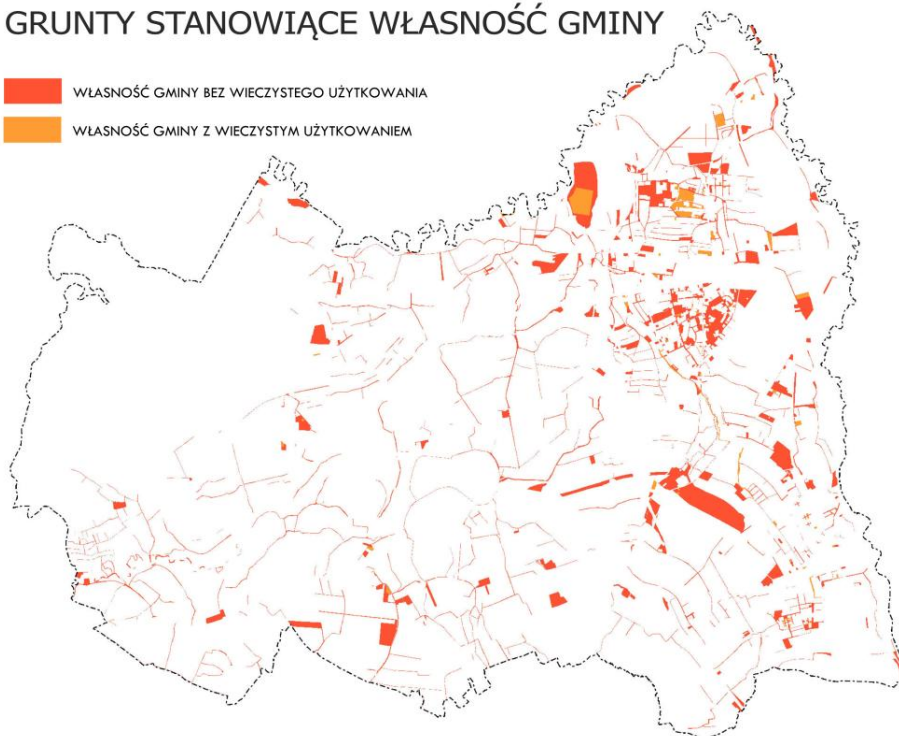 GRUNTY STANOWIĄCE WŁASNOŚĆ GMINY
WŁASNOŚĆ GMINY BEZ WIECZYSTEGO UŻYTKOWANIA
WŁASNOŚĆ GMINY Z WIECZYSTYM UŻYTKOWANIEM